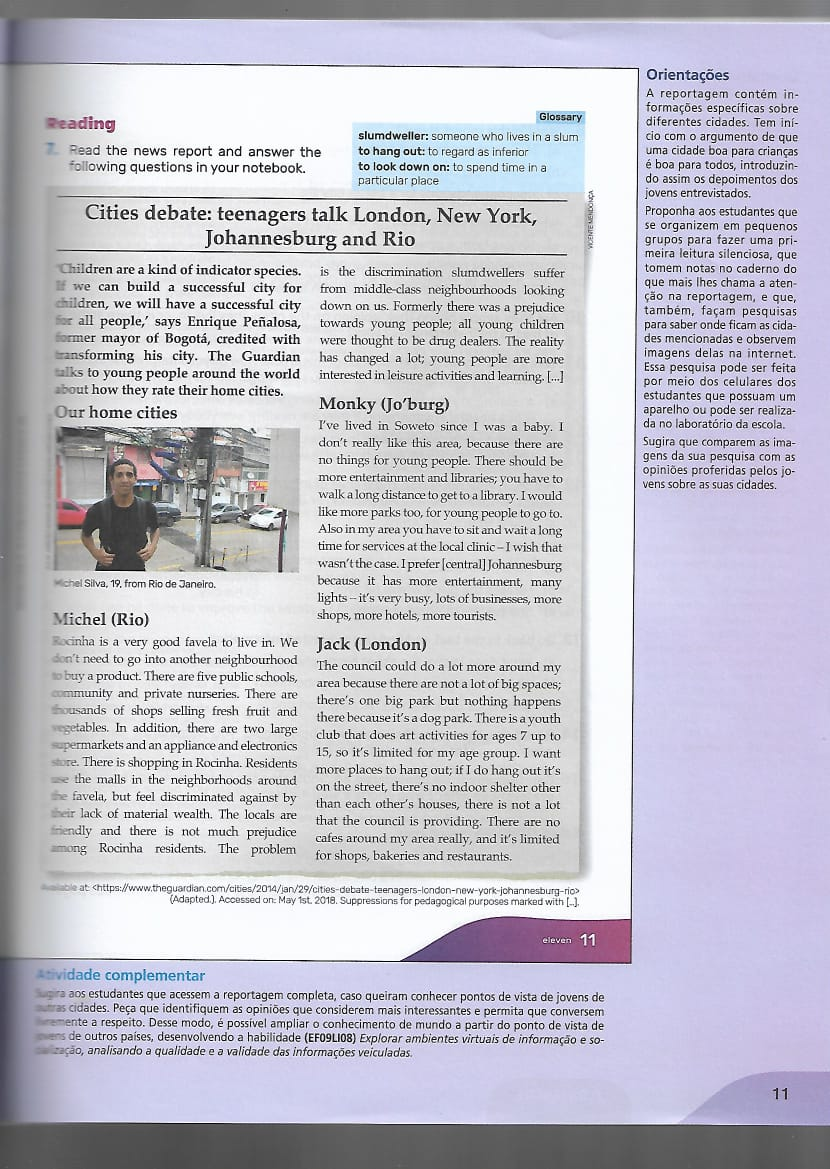 Reading
7. Read the news report and answer the
following questions in your notebook.
Glossary
slumdweller: someone who lives in a slum
to hang out: to regard as inferior
to look down on: to spend time in a
particular place
VICENTE MENDONÇA
Cities debate: teenagers talk London, New York,
Johannesburg and Rio
'Children are a kind of indicator species.
If we can build a successful city for
children, we will have a successful city
for all people,' says Enrique Peñalosa,
former mayor of Bogotá, credited with
transforming his city. The Guardian
talks to young people around the world
about how they rate their home cities.
Our home cities
Michel Silva, 19, from Rio de Janeiro.
Michel (Rio)
Rocinha is a very good favela to live in. We
don't need to go into another neighbourhood
to buy a product. There are five public schools,
community and private nurseries. There are
thousands of shops selling fresh fruit and
vegetables. In addition, there are two large
supermarkets and an appliance and electronics
store. There is shopping in Rocinha. Residents
use the malls in the neighborhoods around
the favela, but feel discriminated against by
their lack of material wealth. The locals are
friendly and there is not much prejudice
among Rocinha residents. The problem
is the discrimination slumdwellers suffer
from middle-class neighbourhoods looking
down on us. Formerly there was a prejudice
towards young people; all young children
were thought to be drug dealers. The reality
has changed a lot; young people are more
interested in leisure activities and learning. [...]
Monky (Jo'burg)
I've lived in Soweto since I was a baby. I
don't really like this area, because there are
no things for young people. There should be
more entertainment and libraries; you have to
walk a long distance to get to a library. I would
like more parks too, for young people to go to.
Also in my area you have to sit and wait a long
time for services at the local clinic – I wish that
wasn't the case. I prefer [central] Johannesburg
because it has more entertainment, many
lights – it's very busy, lots of businesses, more
shops, more hotels, more tourists.
Jack (London)
The council could do a lot more around my
area because there are not a lot of big spaces;
there's one big park but nothing happens
there because it's a dog park. There is a youth
club that does art activities for ages 7 up to
15, so it's limited for my age group. I want
more places to hang out; if I do hang out it's
on the street, there's no indoor shelter other
than each other's houses, there is not a lot
that the council is providing. There are no
cafes around my area really, and it's limited
for shops, bakeries and restaurants.
Available at: <https://www.theguardian.com/cities/2014/jan/29/cities-debate-teenagers-london-new-york-johannesburg-rio>
(Adapted.). Accessed on: May 1st, 2018. Suppressions for pedagogical purposes marked with [...].
eleven 11
Orientações
A reportagem contém in-
formações específicas sobre
diferentes cidades. Tem iní-
cio com o argumento de que
uma cidade boa para crianças
é boa para todos, introduzin-
do assim os depoimentos dos
jovens entrevistados.
Proponha aos estudantes que
se organizem em pequenos
grupos para fazer uma pri-
meira leitura silenciosa, que
tomem notas no caderno do
que mais lhes chama a aten-
ção na reportagem, e que,
também, façam pesquisas
para saber onde ficam as cida-
des mencionadas e observem
imagens delas na internet.
Essa pesquisa pode ser feita
por meio dos celulares dos
estudantes que possuam um
aparelho ou pode ser realiza-
da no laboratório da escola.
Sugira que comparem as ima-
gens da sua pesquisa com as
opiniões proferidas pelos jo-
vens sobre as suas cidades.
Atividade complementar
Sugira aos estudantes que acessem a reportagem completa, caso queiram conhecer pontos de vista de jovens de
outras cidades. Peça que identifiquem as opiniões que considerem mais interessantes e permita que conversem
livremente a respeito. Desse modo, é possível ampliar o conhecimento de mundo a partir do ponto de vista de
jovens de outros países, desenvolvendo a habilidade (EF09LI08) Explorar ambientes virtuais de informação e so-
cialização, analisando a qualidade e a validade das informações veiculadas.
11